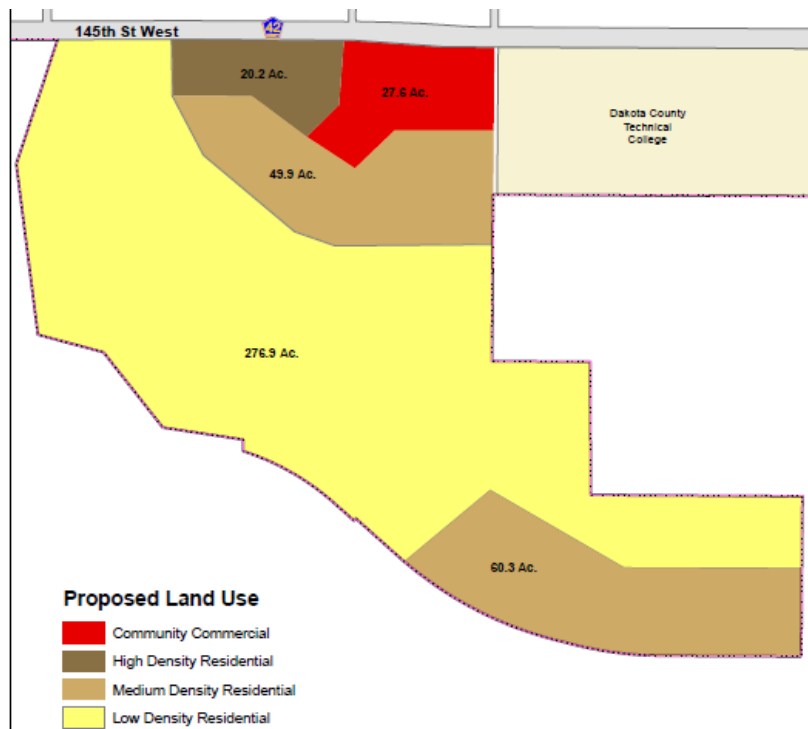 145th St West
42
20.2 Ac.
27.6 Ac.
Dakota County
Technical
College
49.9 Ac.
276.9 Ac.
60.3 Ac.
Proposed Land Use
Community Commercial
High Density Residential
Medium Density Residential
Low Density Residential